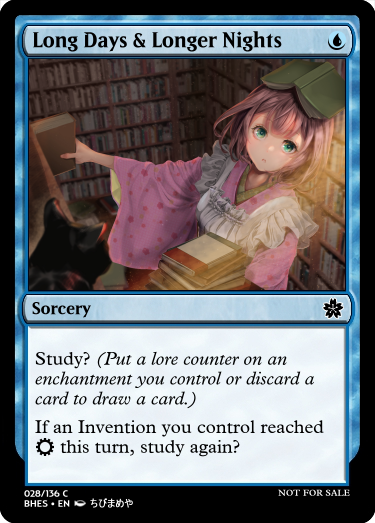 Long Days & Longer Nights
Sorcery
Study? (Put a lore counter on an
enchantment you control or discard a
card to draw a card.)
If an Invention you control reached
this turn, study again?
028/136 C
NOT FOR SALE
BHES • EN ちびまめや